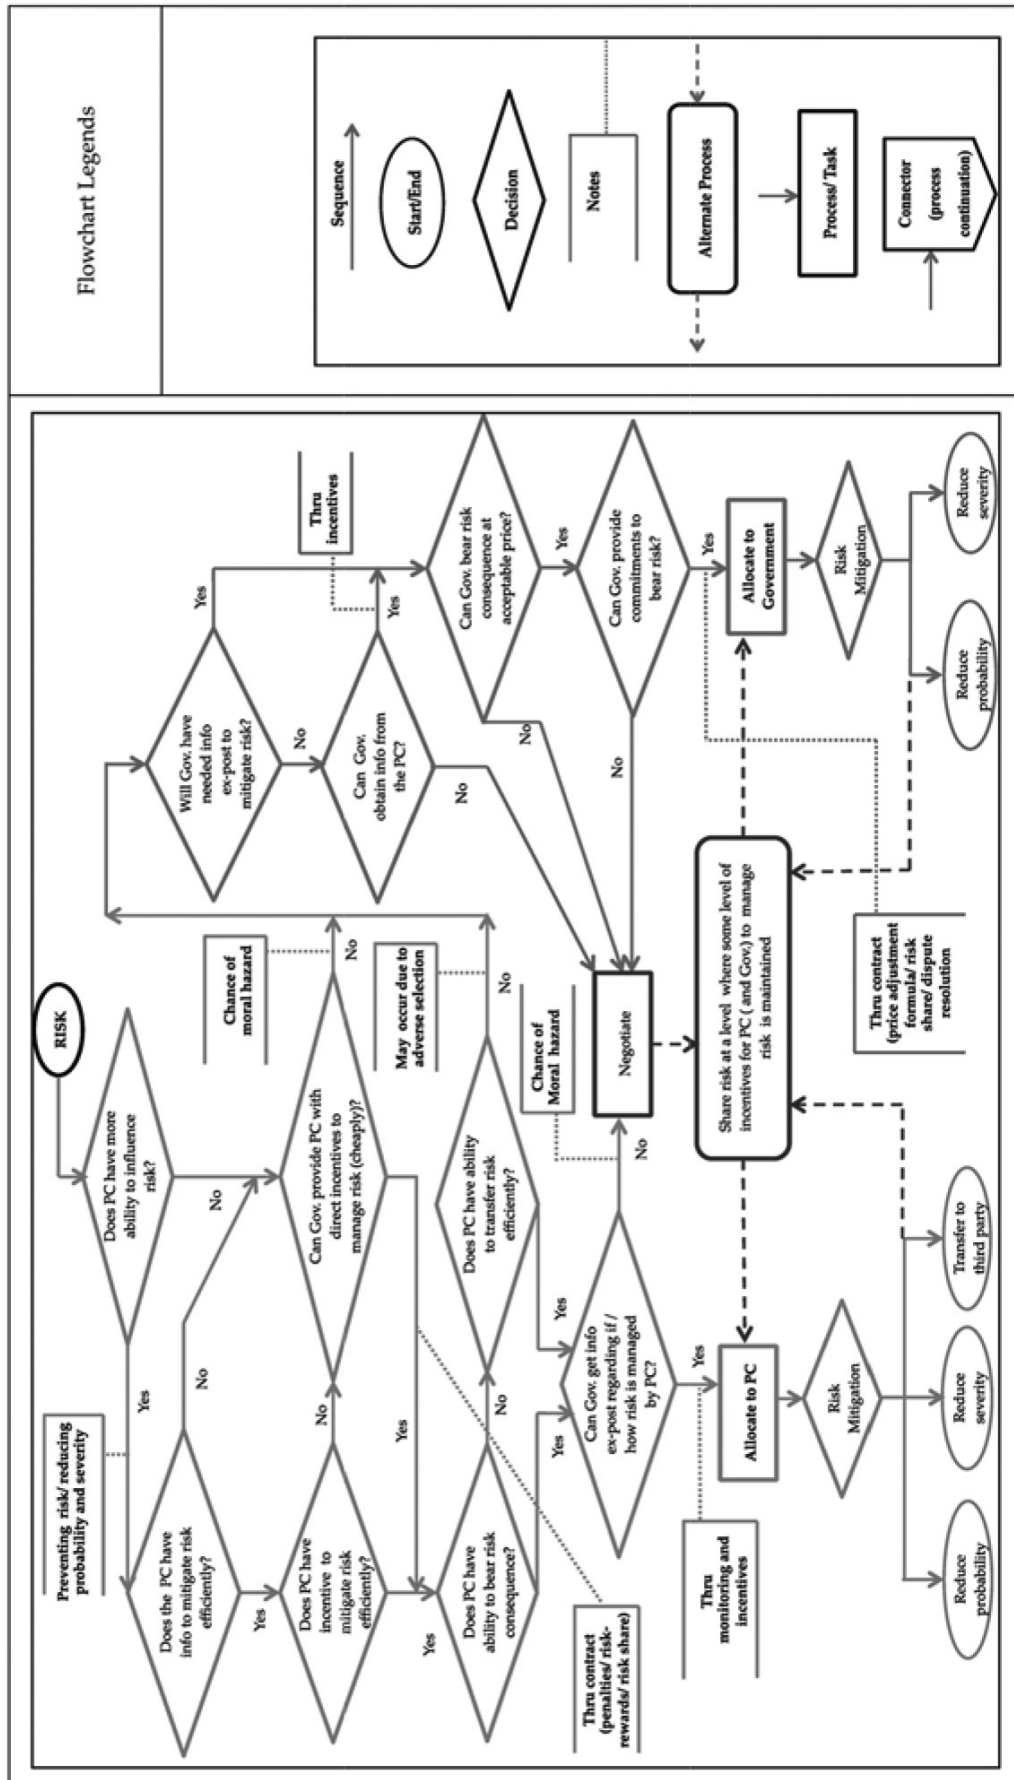 RISK
Preventing risk/ reducing
probability and severity
Does PC have more
ability to influence
risk?
Yes
No
Does the PC have
info to mitigate risk
efficiently?
No
Yes
Does PC have
incentive to
mitigate risk
efficiently?
No
Yes
Can Gov. provide PC with
direct incentives to
manage risk (cheaply)?
Yes
No
Chance of
moral hazard
Does PC have
ability to bear risk
consequence?
No
Yes
Does PC have ability
to transfer risk
efficiently?
No
Yes
May occur due to
adverse selection
Thru contract
(penalties/ risk-
rewards/ risk share)
Can Gov. get info
ex-post regarding if /
how risk is managed
by PC?
No
Yes
Chance of
Moral hazard
Thru
monitoring and
incentives
Will Gov. have
needed info
ex-post to
mitigate risk?
Yes
No
Can Gov.
obtain info from
the PC?
Yes
No
Thru
incentives
Can Gov. bear risk
consequence at
acceptable price?
No
Yes
Can Gov. provide
commitments to
bear risk?
No
Yes
Negotiate
Share risk at a level where some level of
incentives for PC ( and Gov.) to manage
risk is maintained
Allocate to PC
Allocate to
Government
Risk
Mitigation
Risk
Mitigation
Reduce
probability
Reduce
severity
Transfer to
third party
Thru contract
(price adjustment
formula/ risk
share/ dispute
resolution
Reduce
probability
Reduce
severity
Flowchart Legends
Sequence
Start/End
Decision
Notes
Alternate Process
Process/ Task
Connector
(process
continuation)